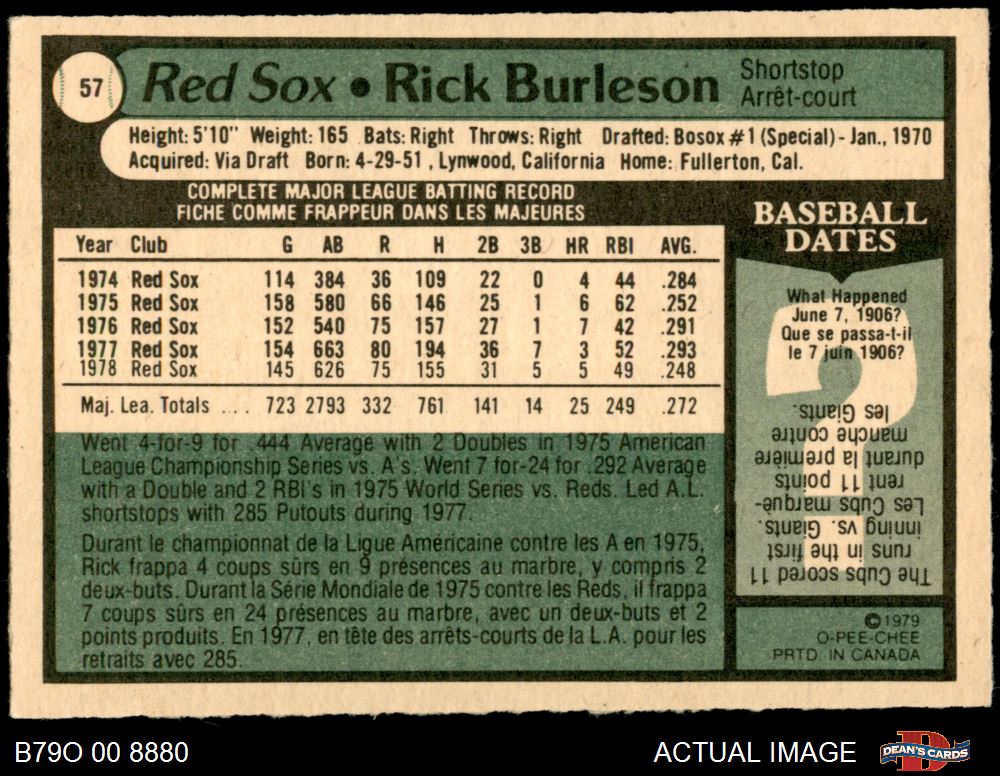 57
Red Sox • Rick Burleson
Shortstop
Arrêt-court
Height: 5'10" Weight: 165 Bats: Right Throws: Right Drafted: Bosox #1 (Special) - Jan., 1970
Acquired: Via Draft Born: 4-29-51, Lynwood, California Home: Fullerton, Cal.
COMPLETE MAJOR LEAGUE BATTING RECORD
FICHE COMME FRAPPEUR DANS LES MAJEURES
Year Club G AB R H 2B 3B HR RBI AVG.
1974 Red Sox 114 384 36 109 22 0 4 44 .284
1975 Red Sox 158 580 66 146 25 1 6 62 .252
1976 Red Sox 152 540 75 157 27 1 7 42 .291
1977 Red Sox 154 663 80 194 36 7 3 52 .293
1978 Red Sox 145 626 75 155 31 5 5 49 .248
Maj. Lea. Totals ... 723 2793 332 761 141 14 25 249 .272
Went 4-for-9 for .444 Average with 2 Doubles in 1975 American
League Championship Series vs. A's. Went 7 for-24 for .292 Average
with a Double and 2 RBI's in 1975 World Series vs. Reds. Led A.L.
shortstops with 285 Putouts during 1977.
Durant le championnat de la Ligue Américaine contre les A en 1975,
Rick frappa 4 coups sûrs en 9 présences au marbre, y compris 2
deux-buts. Durant la Série Mondiale de 1975 contre les Reds, il frappa
7 coups sûrs en 24 présences au marbre, avec un deux-buts et 2
points produits. En 1977, en tête des arrêts-courts de la L.A. pour les
retraits avec 285.
BASEBALL
DATES
What Happened
June 7, 1906?
Que se passa-t-il
le 7 juin 1906?
The Cubs scored 11
runs in the first
inning vs. Giants.
Les Cubs marquè-
rent 11 points
durant la première
manche contre
les Giants.
©1979
O-PEE-CHEE
PRTD. IN CANADA
B79O 00 8880
ACTUAL IMAGE
DEAN'S CARDS